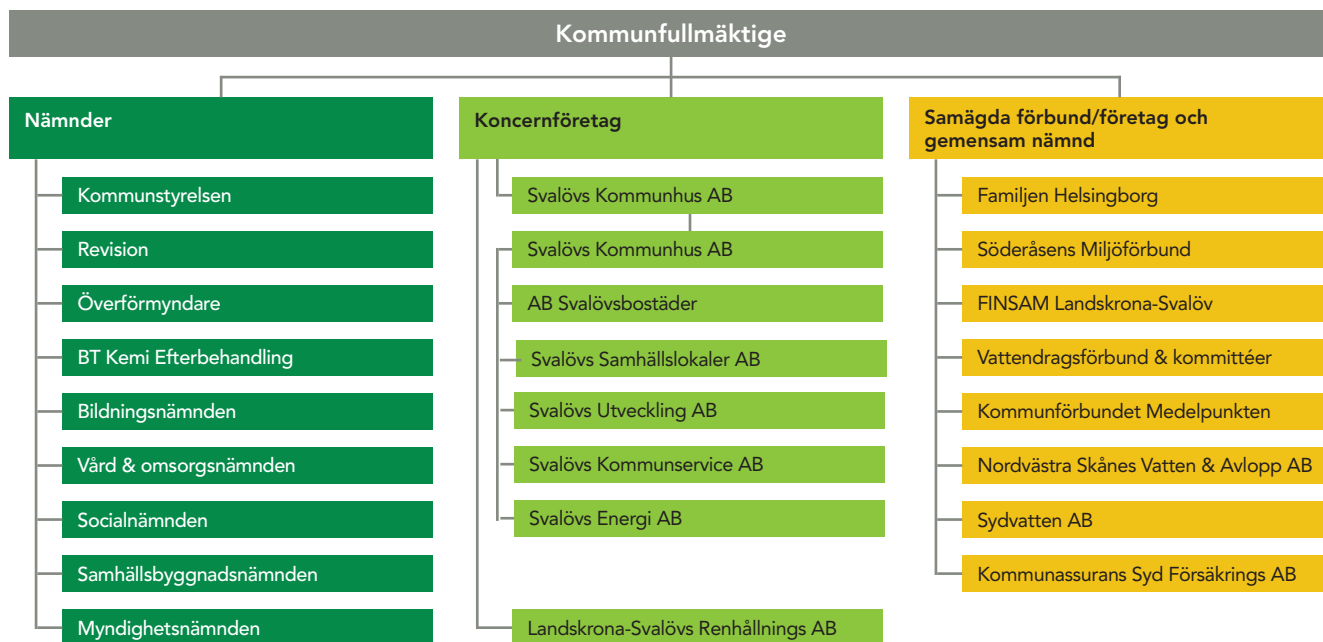 Kommunfullmäktige
Nämnder
Kommunstyrelsen
Revision
Överförmyndare
BT Kemi Efterbehandling
Bildningsnämnden
Vård & omsorgsnämnden
Socialnämnden
Samhällsbyggnadsnämnden
Myndighetsnämnden
Koncernföretag
Svalövs Kommunhus AB
Svalövs Kommunhus AB
AB Svalövsbostäder
Svalövs Samhällslokaler AB
Svalövs Utveckling AB
Svalövs Kommunservice AB
Svalövs Energi AB
Landskrona-Svalövs Renhållnings AB
Samägda förbund/företag och
gemensam nämnd
Familjen Helsingborg
Söderåsens Miljöförbund
FINSAM Landskrona-Svalöv
Vattendragsförbund & kommittéer
Kommunförbundet Medelpunkten
Nordvästra Skånes Vatten & Avlopp AB
Sydvatten AB
Kommunassurans Syd Försäkrings AB